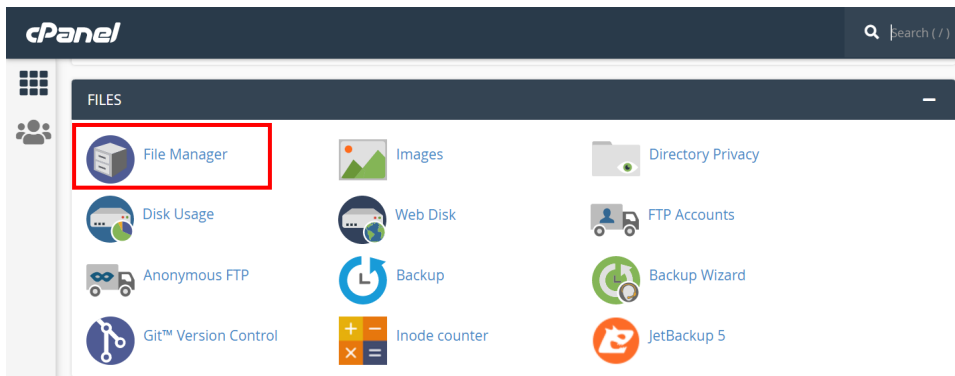 cPanel
Search ( / )
FILES
File Manager
Images
Directory Privacy
Disk Usage
Web Disk
FTP Accounts
Anonymous FTP
Backup
Backup Wizard
Git™ Version Control
Inode counter
JetBackup 5